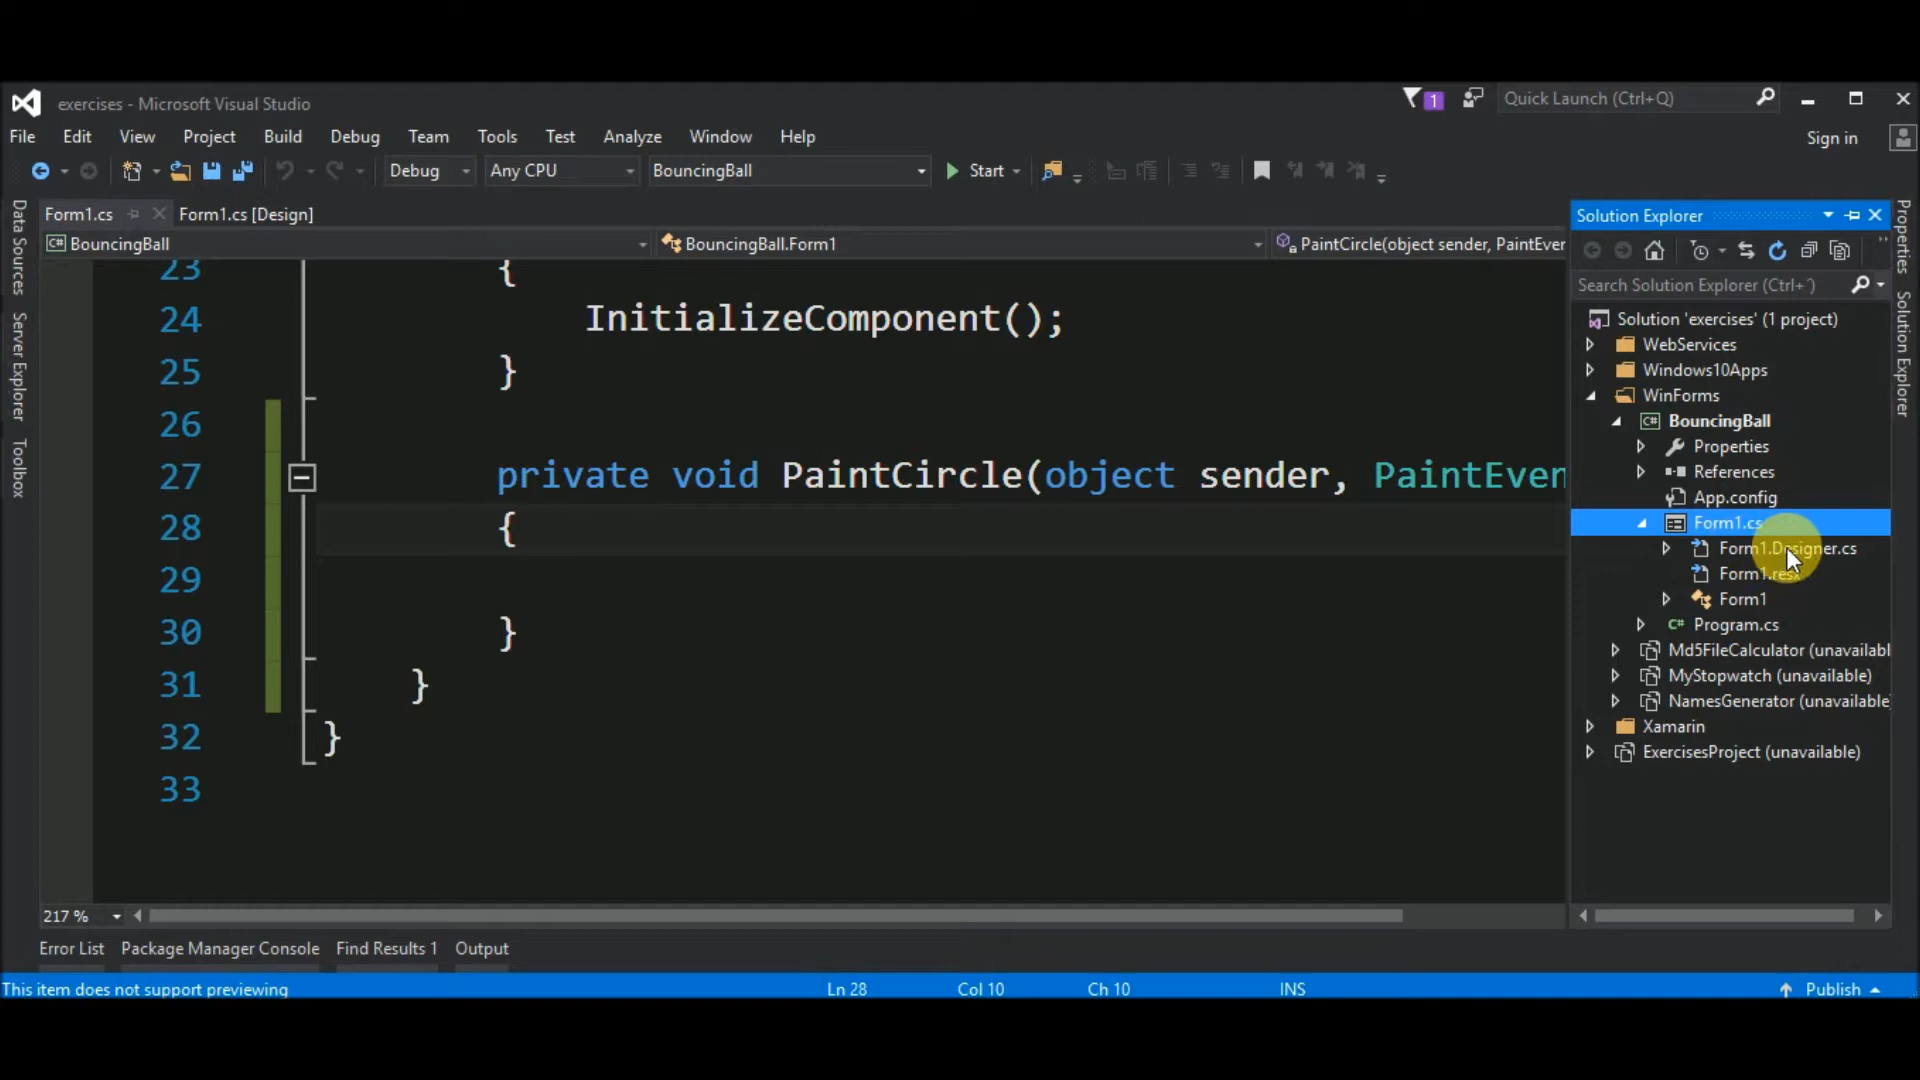 exercises - Microsoft Visual Studio
1
Quick Launch (Ctrl+Q)
File Edit View Project Build Debug Team Tools Test Analyze Window Help
Sign in
Debug Any CPU BouncingBall Start
Data Sources
Server Explorer
Toolbox
Form1.cs Form1.cs [Design]
C# BouncingBall BouncingBall.Form1 PaintCircle(object sender, PaintEver
23 {
24 InitializeComponent();
25 }
26
27 private void PaintCircle(object sender, PaintEven
28 {
29
30 }
31 }
32 }
33
217 %
Error List Package Manager Console Find Results 1 Output
This item does not support previewing Ln 28 Col 10 Ch 10 INS Publish
Solution Explorer
Search Solution Explorer (Ctrl+¨)
Solution 'exercises' (1 project)
WebServices
Windows10Apps
WinForms
C# BouncingBall
Properties
References
App.config
Form1.cs
Form1.Designer.cs
Form1.resx
Form1
C# Program.cs
Md5FileCalculator (unavailabl
MyStopwatch (unavailable)
NamesGenerator (unavailable
Xamarin
ExercisesProject (unavailable)
Properties
Solution Explorer